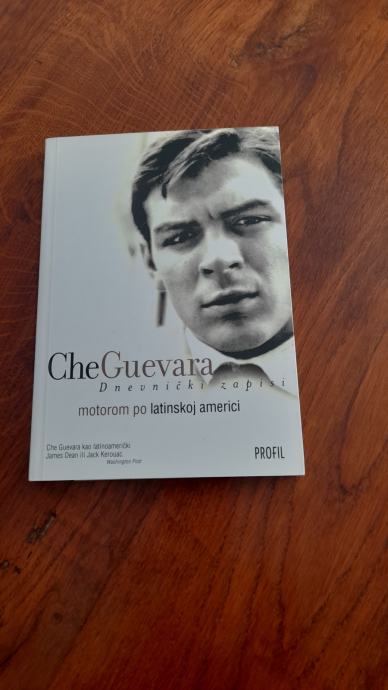 CheGuevara
Dnevnički zapisi
motorom po latinskoj americi
Che Guevara kao latinoamerički
James Dean ili Jack Kerouac
Washington Post
PROFIL